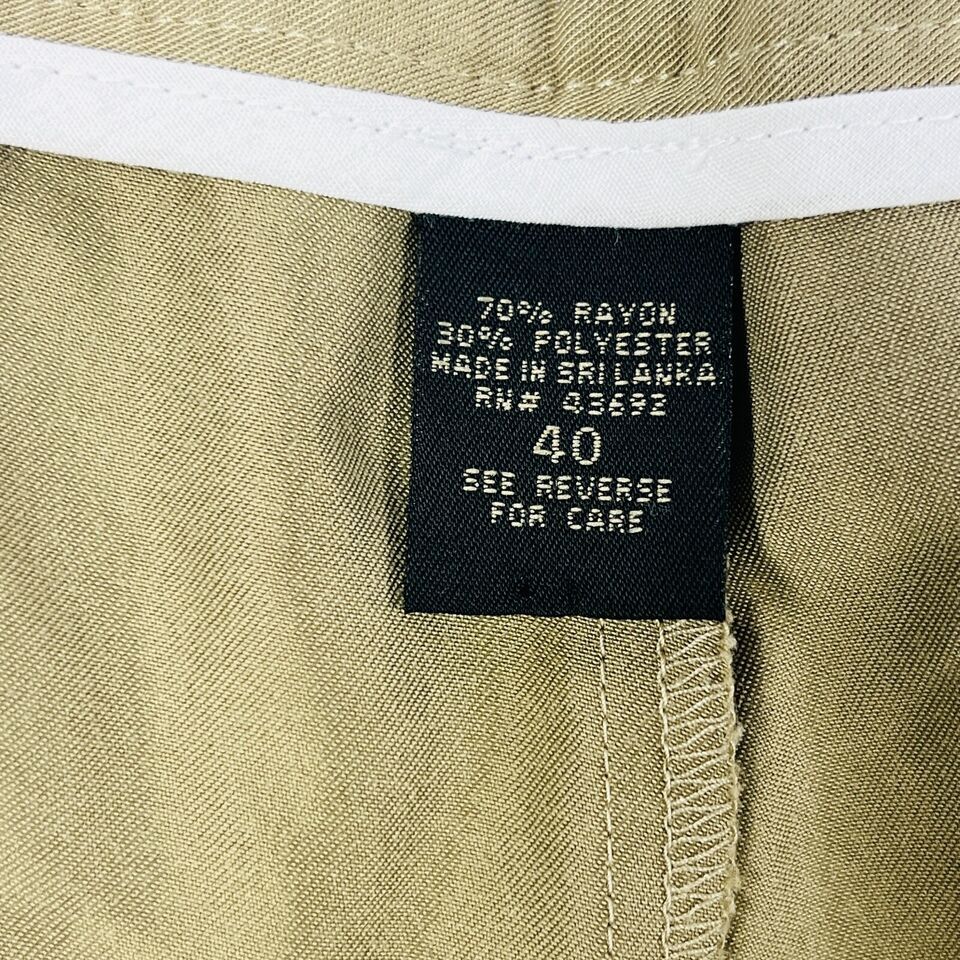 70% RAYON
30% POLYESTER
MADE IN SRI LANKA
RN# 43692
40
SEE REVERSE
FOR CARE